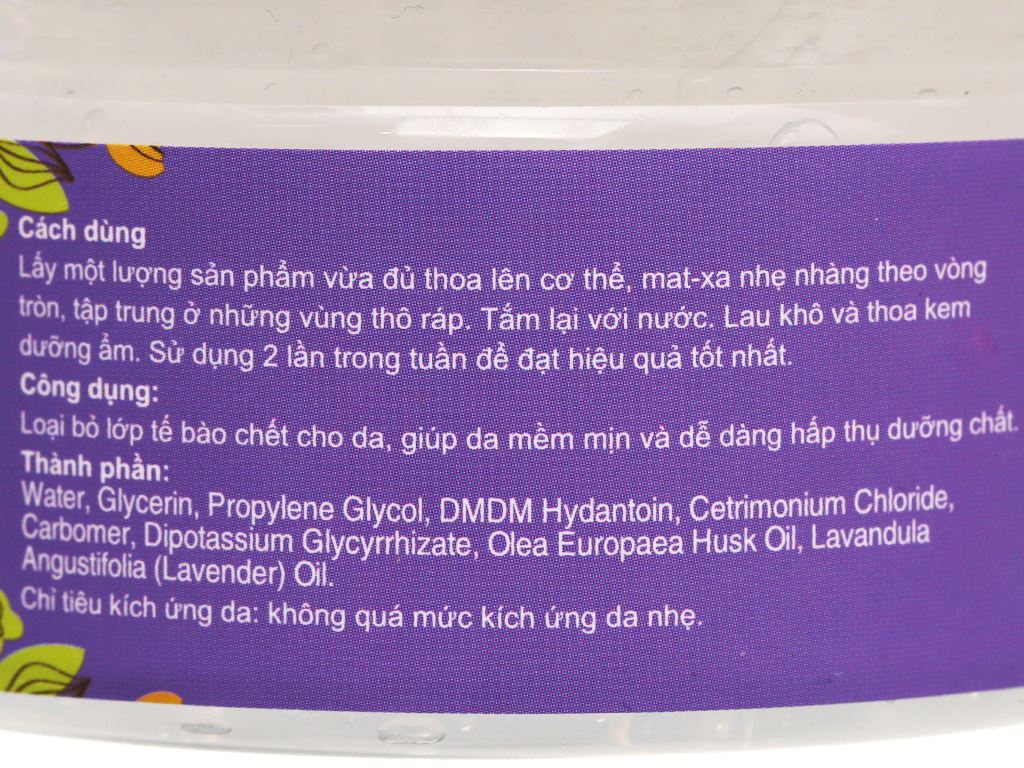 Cách dùng
Lấy một lượng sản phẩm vừa đủ thoa lên cơ thể, mat-xa nhẹ nhàng theo vòng
tròn, tập trung ở những vùng thô ráp. Tắm lại với nước. Lau khô và thoa kem
dưỡng ẩm. Sử dụng 2 lần trong tuần để đạt hiệu quả tốt nhất.
Công dụng:
Loại bỏ lớp tế bào chết cho da, giúp da mềm mịn và dễ dàng hấp thụ dưỡng chất.
Thành phần:
Water, Glycerin, Propylene Glycol, DMDM Hydantoin, Cetrimonium Chloride,
Carbomer, Dipotassium Glycyrrhizate, Olea Europaea Husk Oil, Lavandula
Angustifolia (Lavender) Oil.
Chỉ tiêu kích ứng da: không quá mức kích ứng da nhẹ.